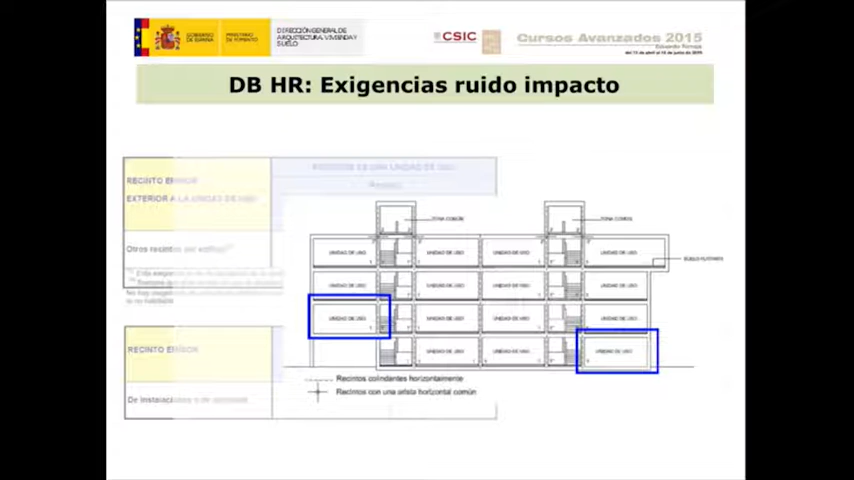 GOBIERNO
DE ESPAÑA
MINISTERIO
DE FOMENTO
DIRECCIÓN GENERAL DE
ARQUITECTURA, VIVIENDA Y
SUELO
CSIC
Cursos Avanzados 2015
Eduardo Torroja
DB HR: Exigencias ruido impacto
RECINTO EMISOR
EXTERIOR A LA UNIDAD DE USO
RECINTOS DE UNA UNIDAD DE USO
Otros recintos del edificio
ZONA COMÚN
ZONA COMÚN
UNIDAD DE USO
UNIDAD DE USO
UNIDAD DE USO
UNIDAD DE USO
SUELO FLOTANTE
UNIDAD DE USO
UNIDAD DE USO
UNIDAD DE USO
UNIDAD DE USO
UNIDAD DE USO
UNIDAD DE USO
UNIDAD DE USO
UNIDAD DE USO
UNIDAD DE USO
UNIDAD DE USO
UNIDAD DE USO
RECINTO EMISOR
Recintos colindantes horizontalmente
Recintos con una arista horizontal común
De instalaciones o de actividad